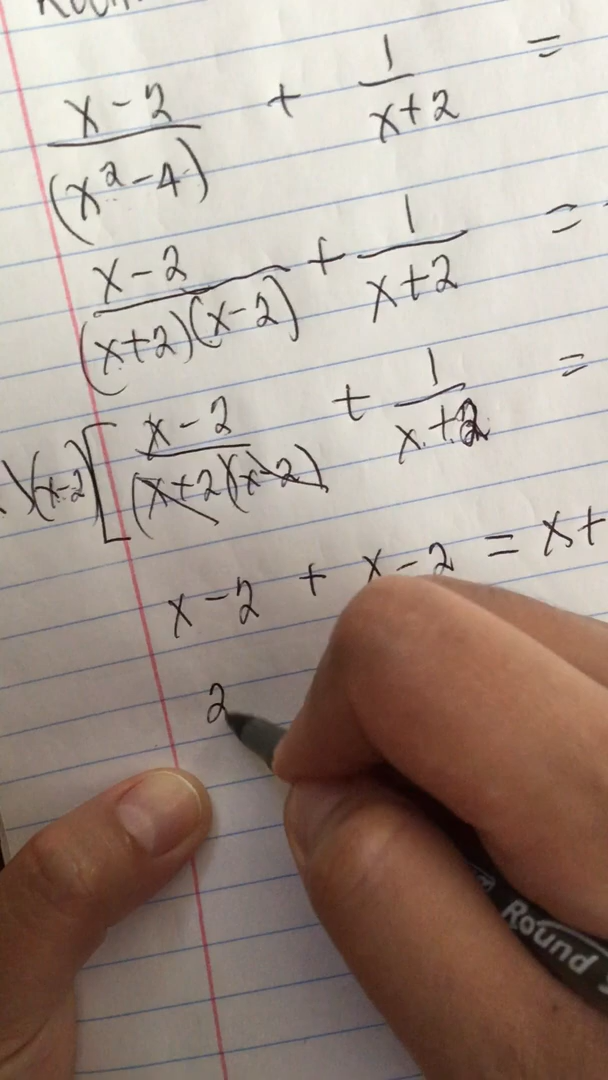 x - 2 / (x² - 4) + 1 / x + 2 =
x - 2 / (x + 2)(x - 2) + 1 / x + 2 =
)(x - 2) [ x - 2 / (x + 2)(x - 2) + 1 / x + 2 =
x - 2 + x - 2 = x +
2
Round